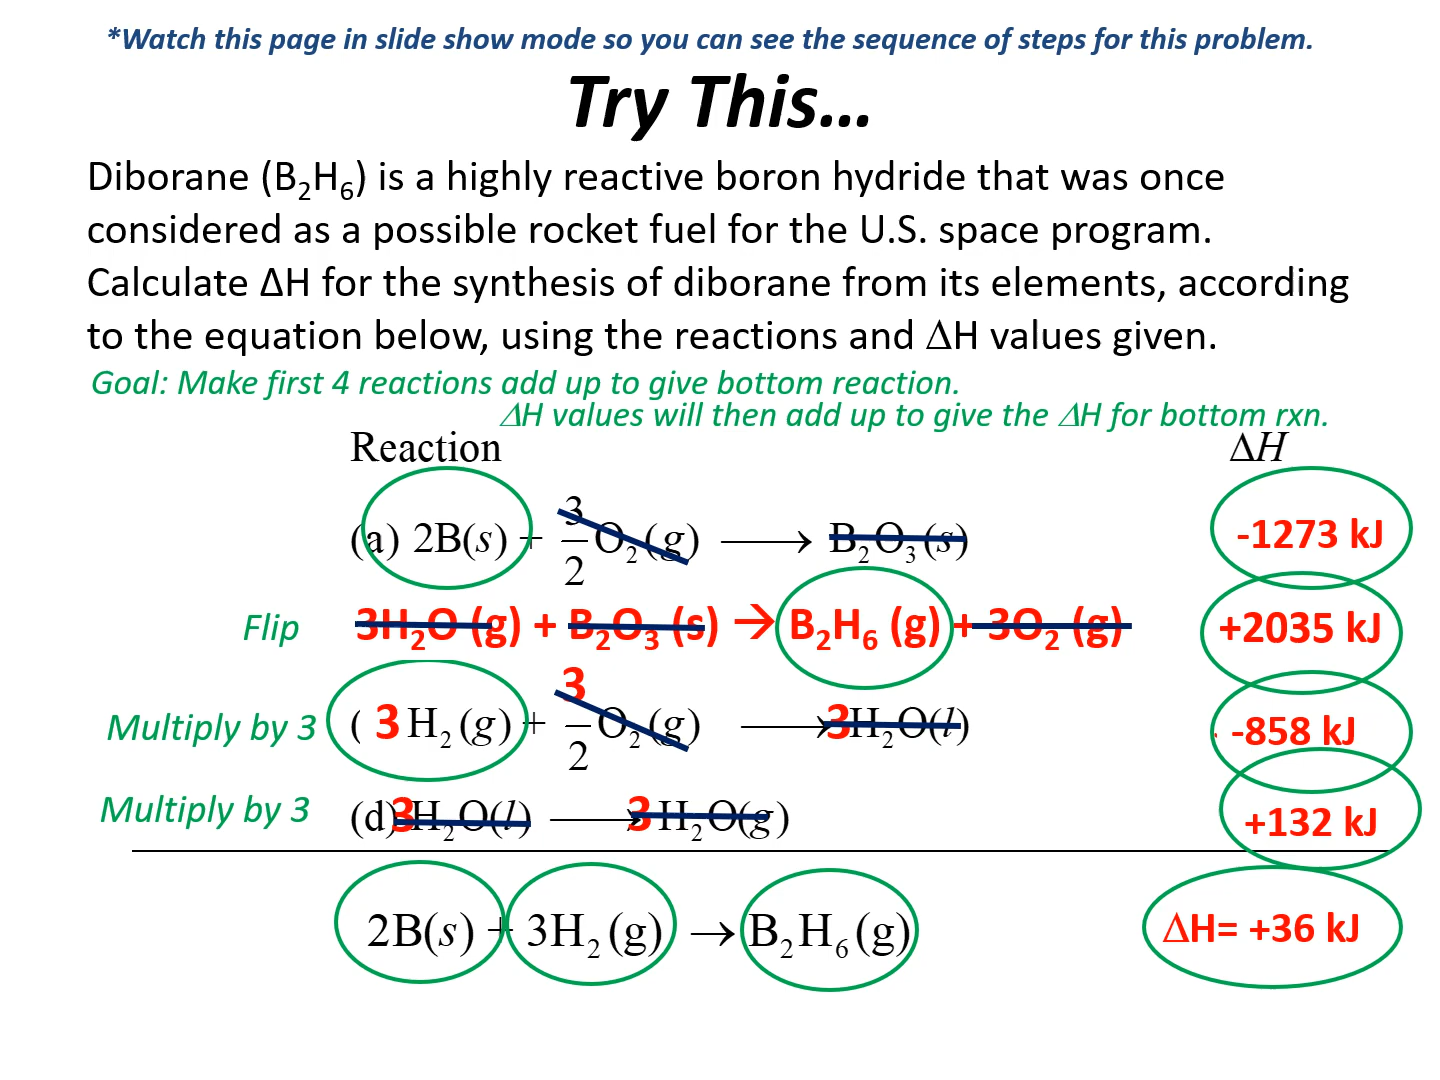 *Watch this page in slide show mode so you can see the sequence of steps for this problem.
Try This…
Diborane (B₂H₆) is a highly reactive boron hydride that was once
considered as a possible rocket fuel for the U.S. space program.
Calculate ΔH for the synthesis of diborane from its elements, according
to the equation below, using the reactions and ΔH values given.
Goal: Make first 4 reactions add up to give bottom reaction.
ΔH values will then add up to give the ΔH for bottom rxn.
Reaction ΔH
(a) 2B(s) + 3/2 O₂(g) ⟶ B₂O₃(s) -1273 kJ
Flip 3H₂O (g) + B₂O₃ (s) → B₂H₆ (g) + 3O₂ (g) +2035 kJ
Multiply by 3 ( 3 H₂(g) + 3/2 O₂(g) ⟶ 3H₂O(l) -858 kJ
Multiply by 3 (d) 3H₂O(l) ⟶ 3 H₂O(g) +132 kJ
2B(s) + 3H₂(g) → B₂H₆(g) ΔH= +36 kJ